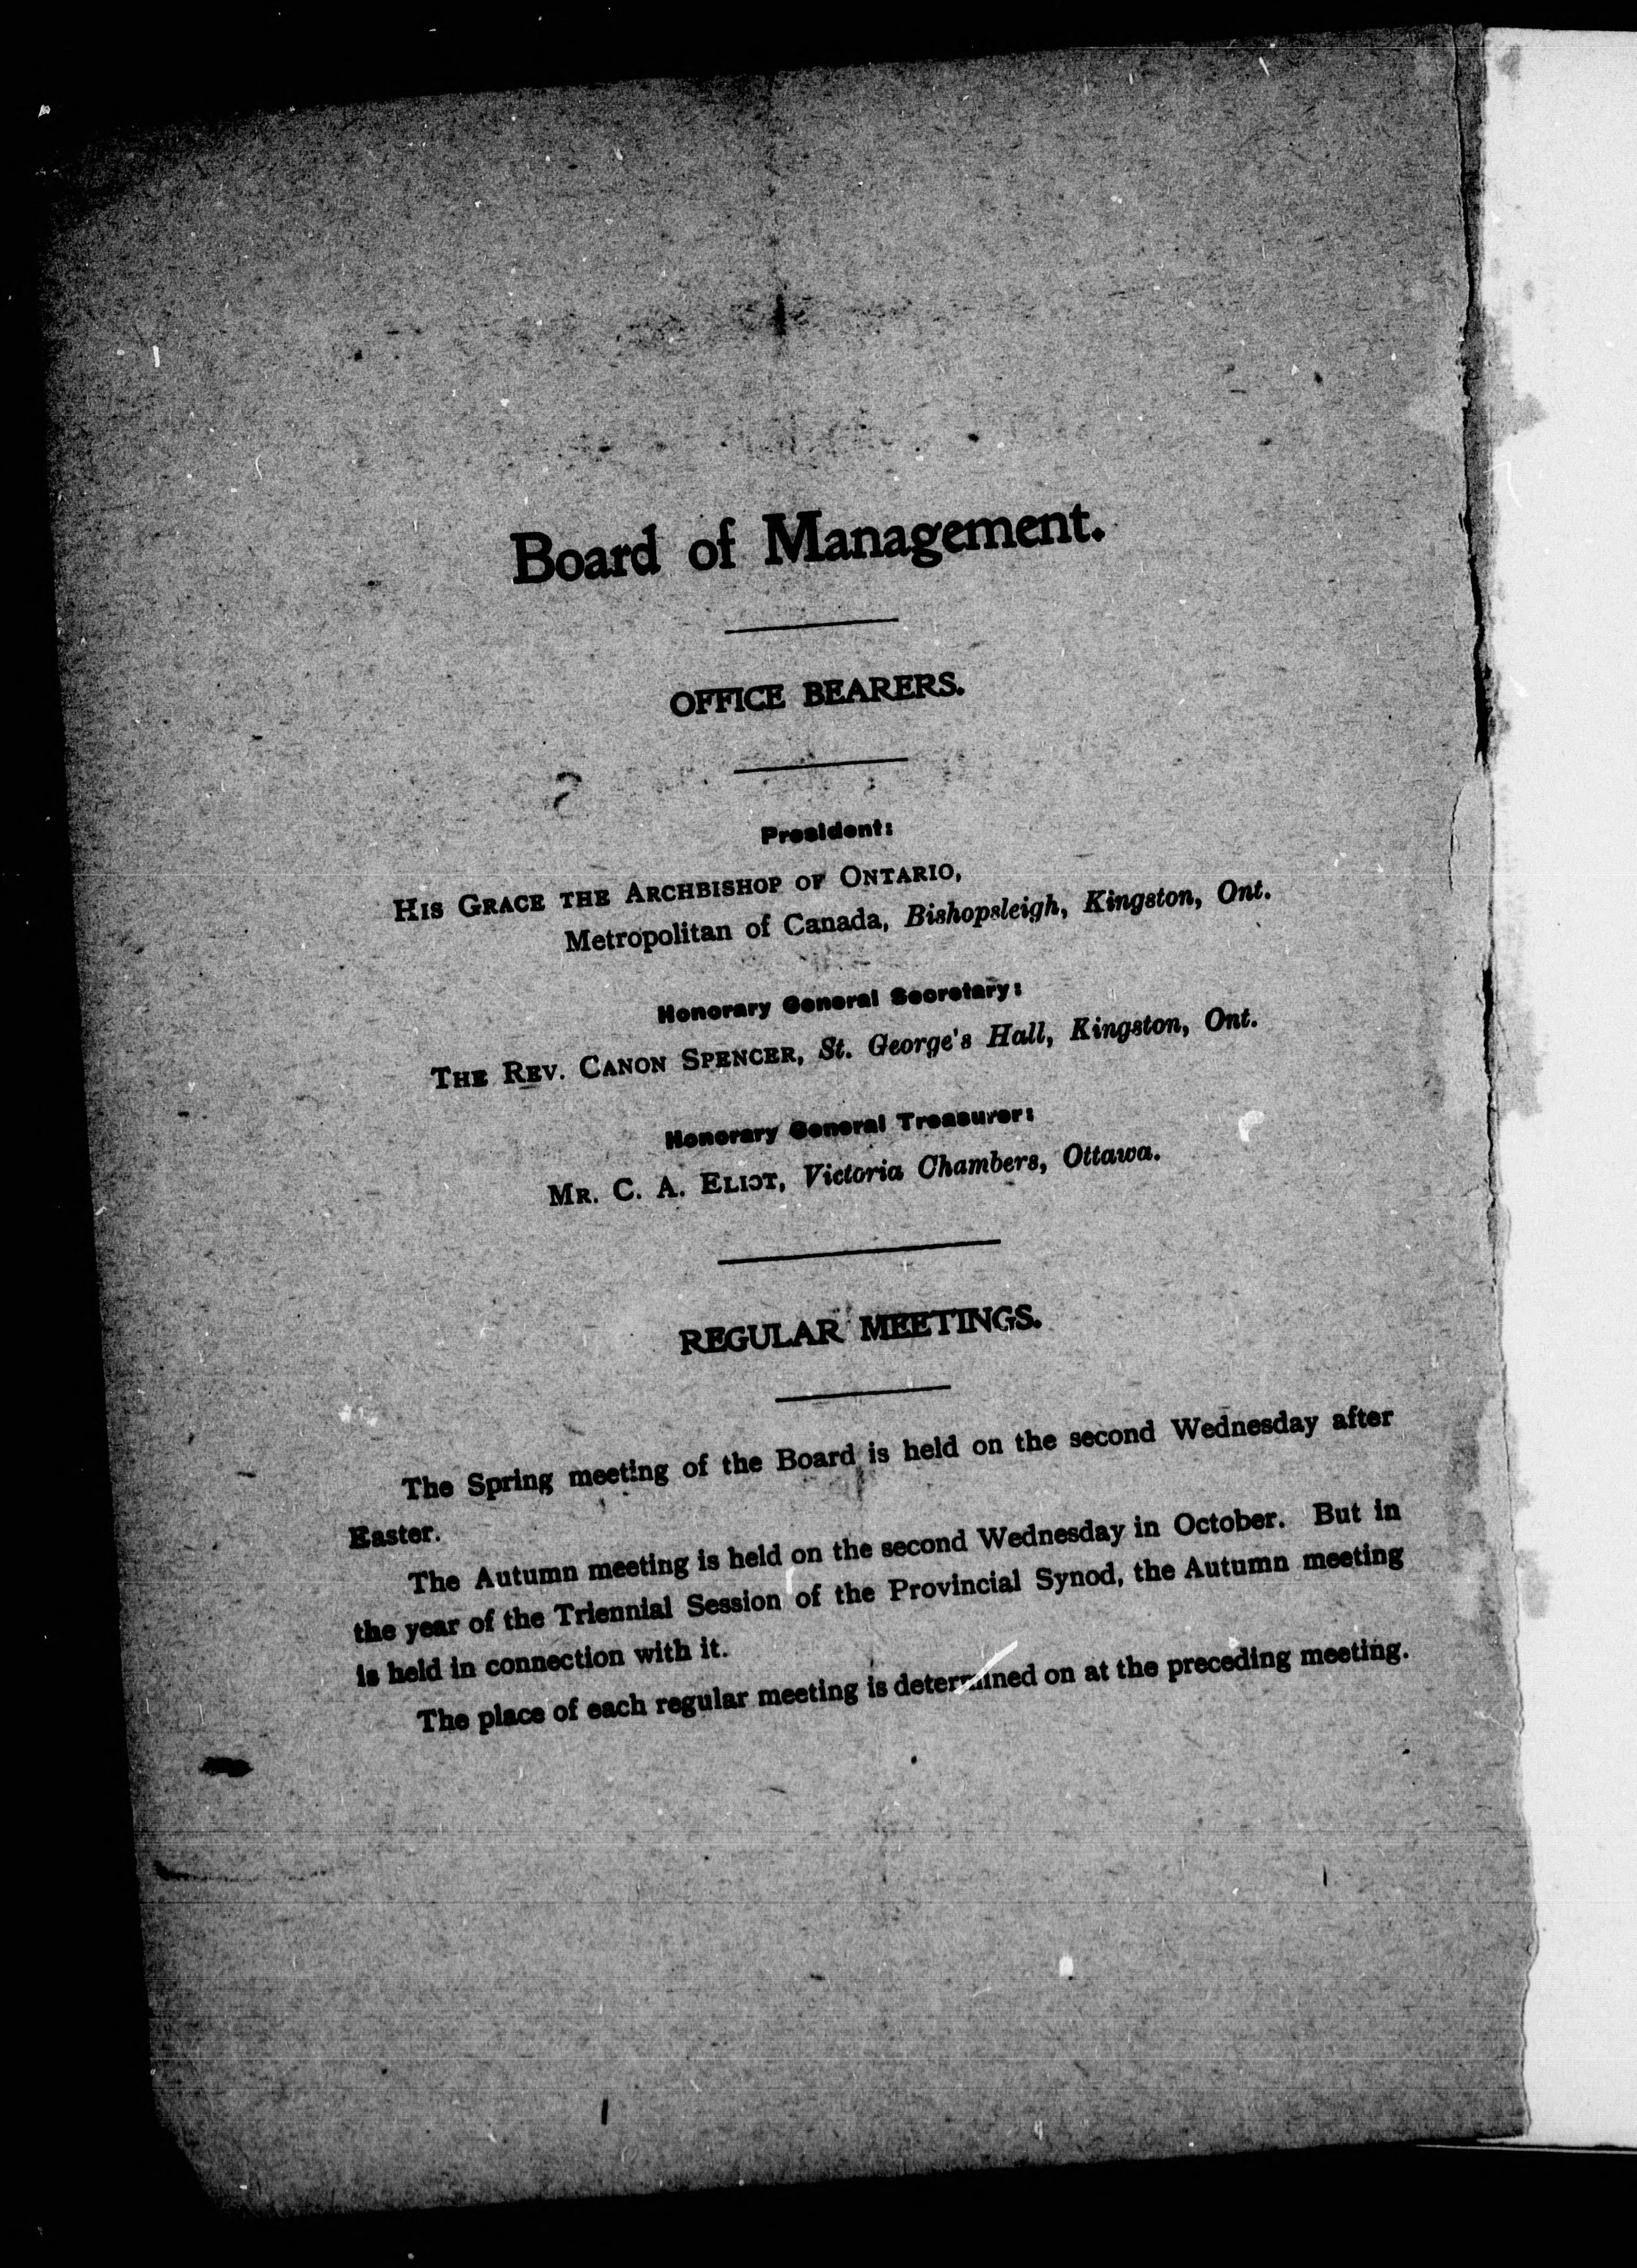 Board of Management.
OFFICE BEARERS.
President:
HIS GRACE THE ARCHBISHOP OF ONTARIO,
Metropolitan of Canada, Bishopsleigh, Kingston, Ont.
Honorary General Secretary:
THE REV. CANON SPENCER, St. George's Hall, Kingston, Ont.
Honorary General Treasurer:
MR. C. A. ELIOT, Victoria Chambers, Ottawa.
REGULAR MEETINGS.
The Spring meeting of the Board is held on the second Wednesday after
Easter.
The Autumn meeting is held on the second Wednesday in October. But in
the year of the Triennial Session of the Provincial Synod, the Autumn meeting
is held in connection with it.
The place of each regular meeting is determined on at the preceding meeting.